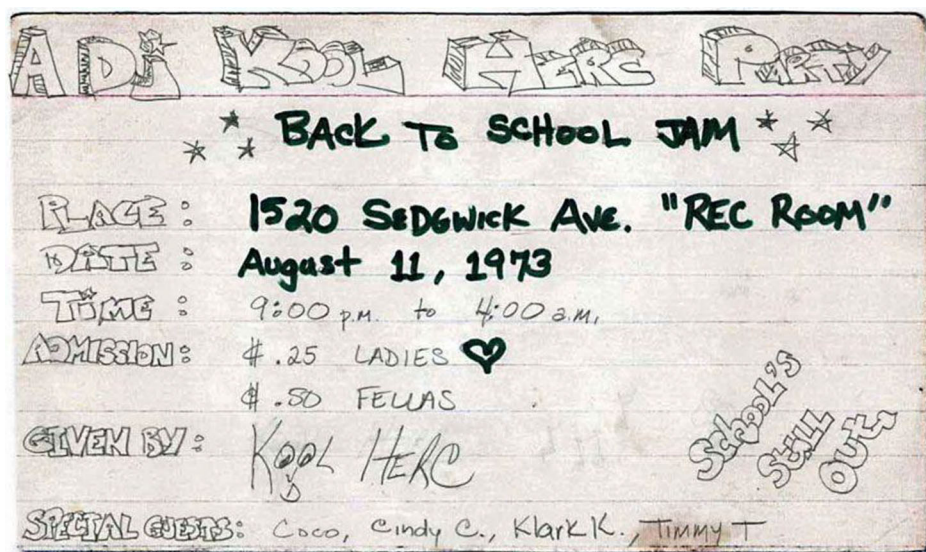 A DJ KOOL HERC PARTY
BACK TO SCHOOL JAM
PLACE: 1520 SEDGWICK AVE. "REC ROOM"
DATE: August 11, 1973
TIME: 9:00 p.m. to 4:00 a.m.
ADMISSION: $ .25 LADIES
$ .50 FELLAS
GIVEN BY: KOOL HERC
SCHOOL'S
STILL
OUT,
SPECIAL GUESTS: Coco, Cindy C., Klark K., Timmy T